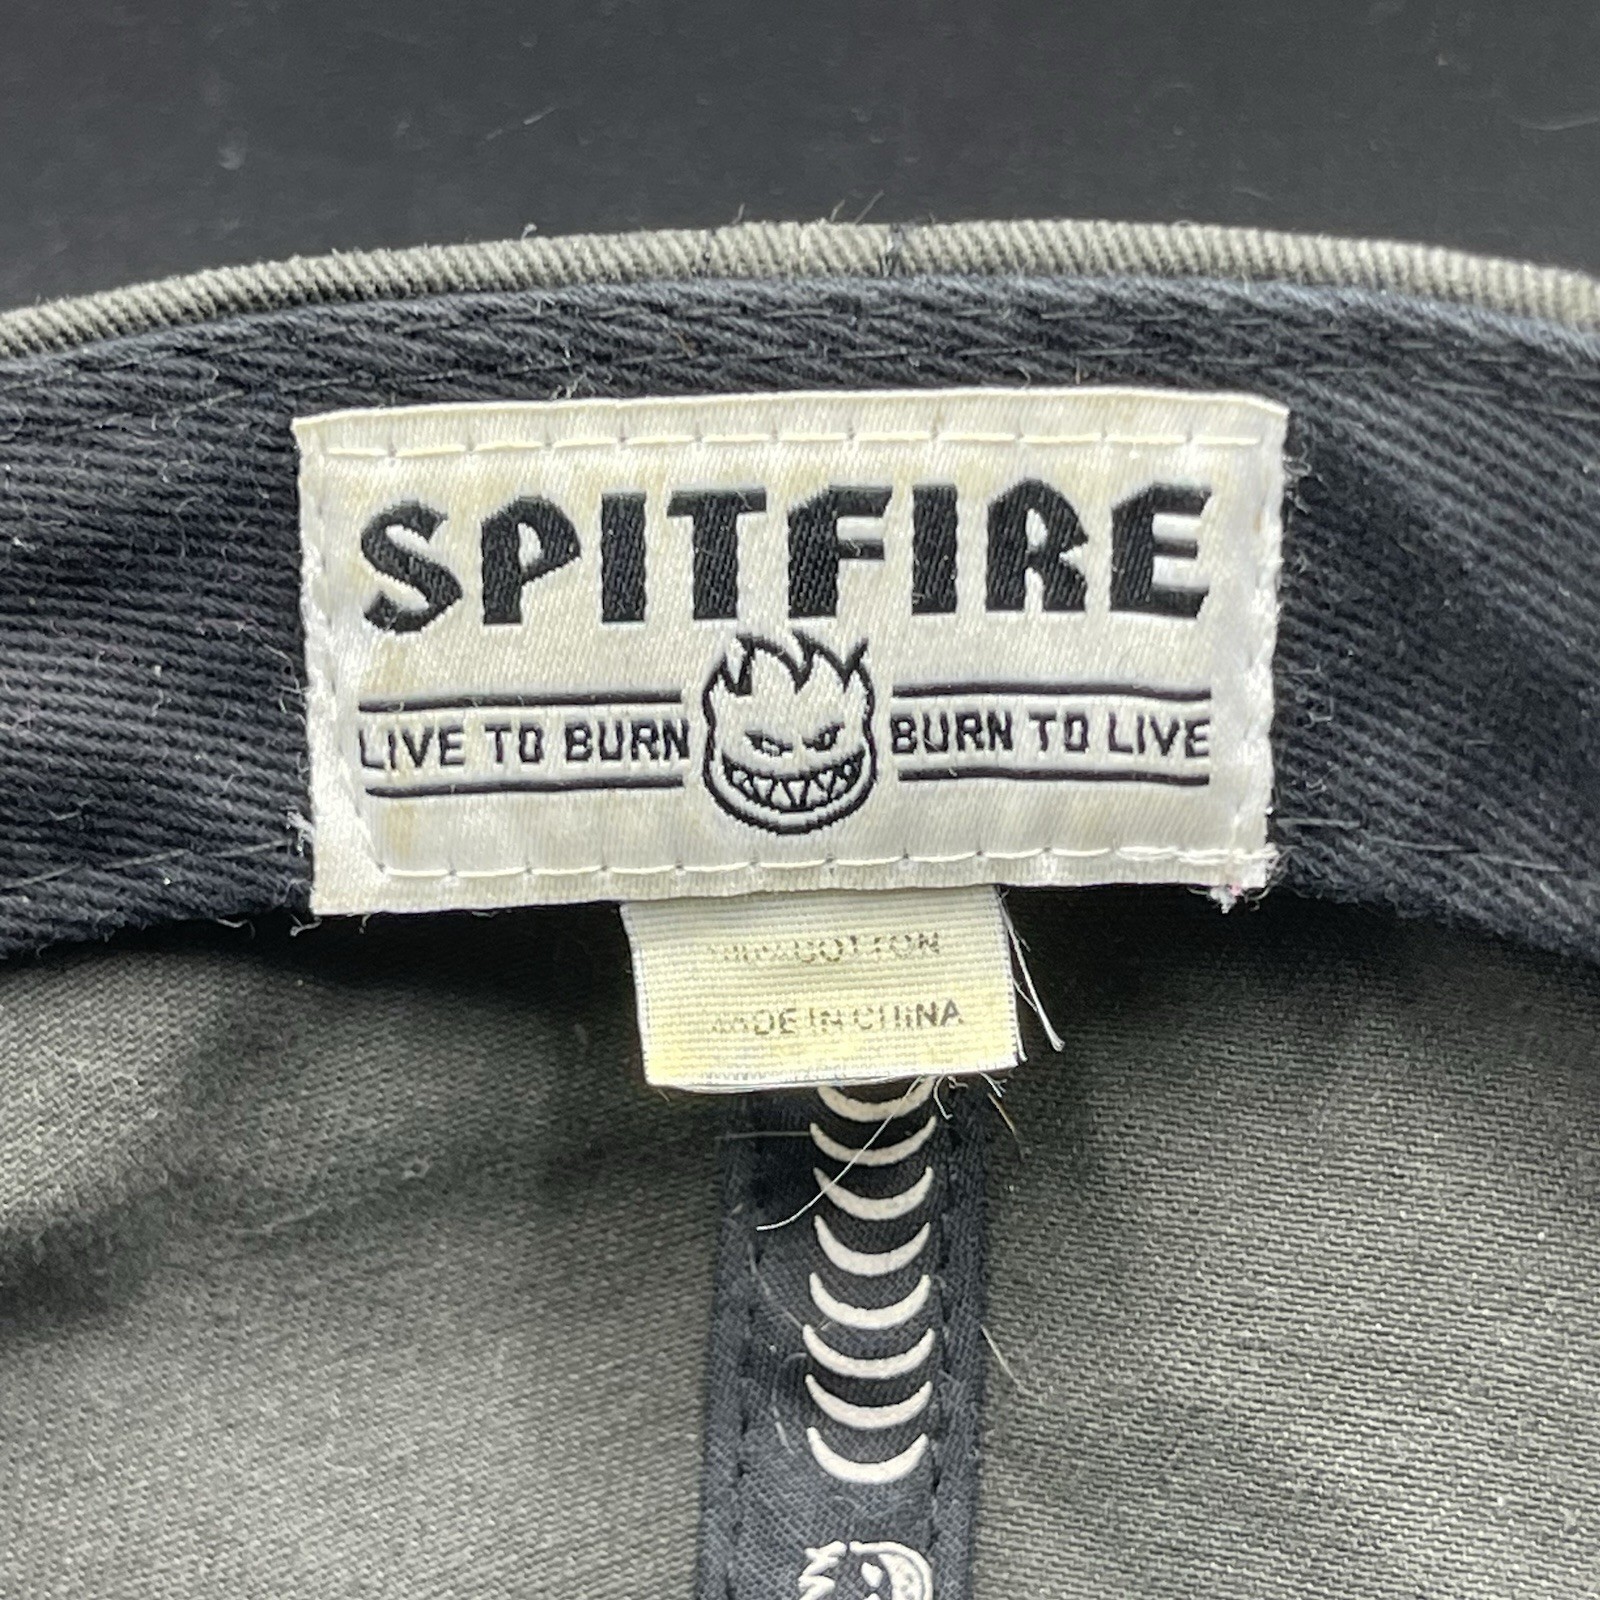 SPITFIRE
LIVE TO BURN BURN TO LIVE
100% COTTON
MADE IN CHINA